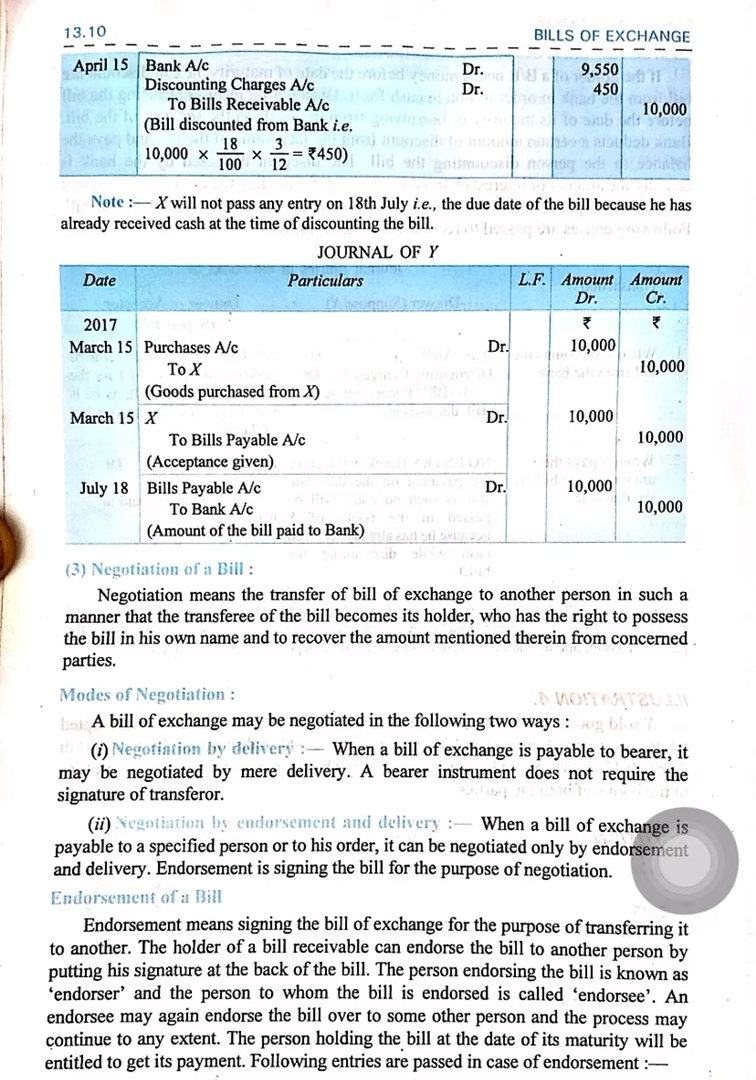 13.10 BILLS OF EXCHANGE
April 15 Bank A/c Dr. 9,550
Discounting Charges A/c Dr. 450
To Bills Receivable A/c 10,000
(Bill discounted from Bank i.e.
10,000 × 18/100 × 3/12 = ₹450)
Note :— X will not pass any entry on 18th July i.e., the due date of the bill because he has
already received cash at the time of discounting the bill.
JOURNAL OF Y
Date Particulars L.F. Amount Amount
Dr. Cr.
2017 ₹ ₹
March 15 Purchases A/c Dr. 10,000
To X 10,000
(Goods purchased from X)
March 15 X Dr. 10,000
To Bills Payable A/c 10,000
(Acceptance given)
July 18 Bills Payable A/c Dr. 10,000
To Bank A/c 10,000
(Amount of the bill paid to Bank)
(3) Negotiation of a Bill :
Negotiation means the transfer of bill of exchange to another person in such a
manner that the transferee of the bill becomes its holder, who has the right to possess
the bill in his own name and to recover the amount mentioned therein from concerned
parties.
Modes of Negotiation :
A bill of exchange may be negotiated in the following two ways :
(i) Negotiation by delivery :— When a bill of exchange is payable to bearer, it
may be negotiated by mere delivery. A bearer instrument does not require the
signature of transferor.
(ii) Negotiation by endorsement and delivery :— When a bill of exchange is
payable to a specified person or to his order, it can be negotiated only by endorsement
and delivery. Endorsement is signing the bill for the purpose of negotiation.
Endorsement of a Bill
Endorsement means signing the bill of exchange for the purpose of transferring it
to another. The holder of a bill receivable can endorse the bill to another person by
putting his signature at the back of the bill. The person endorsing the bill is known as
‘endorser’ and the person to whom the bill is endorsed is called ‘endorsee’. An
endorsee may again endorse the bill over to some other person and the process may
continue to any extent. The person holding the bill at the date of its maturity will be
entitled to get its payment. Following entries are passed in case of endorsement :—